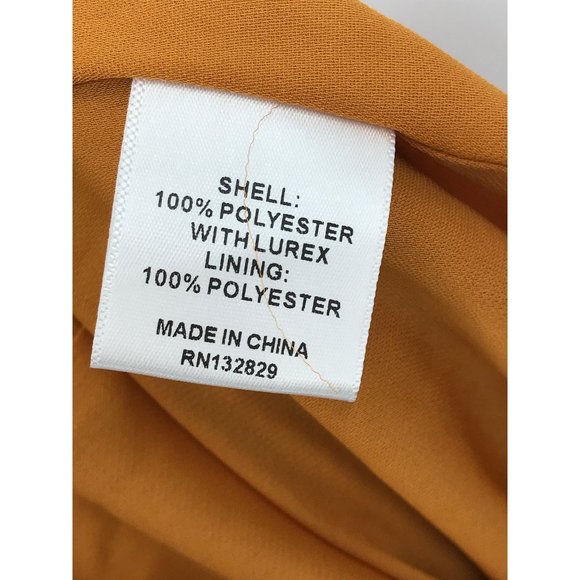 SHELL:
100% POLYESTER
WITH LUREX
LINING:
100% POLYESTER
MADE IN CHINA
RN132829